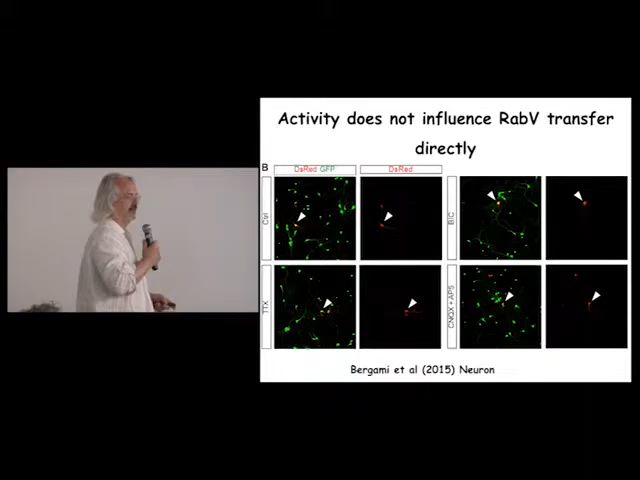 Activity does not influence RabV transfer
directly
B
DsRed GFP
DsRed
Ctrl
BIC
TTX
CNQX + AP5
Bergami et al (2015) Neuron